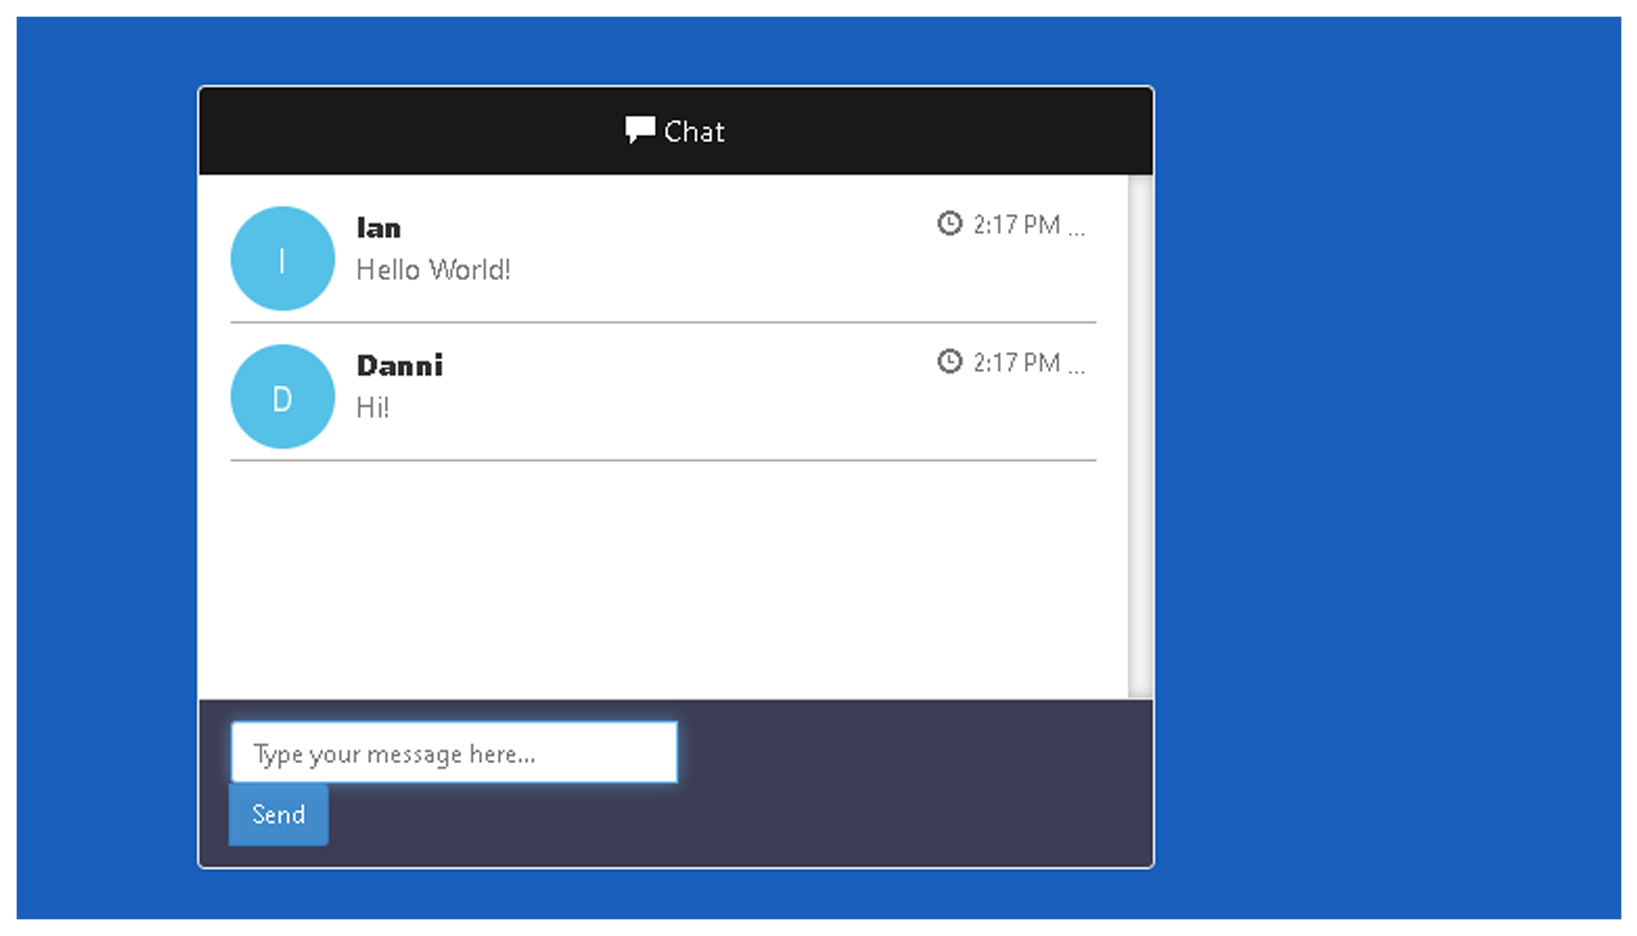 Chat
I
Ian
2:17 PM ...
Hello World!
D
Danni
2:17 PM ...
Hi!
Type your message here...
Send